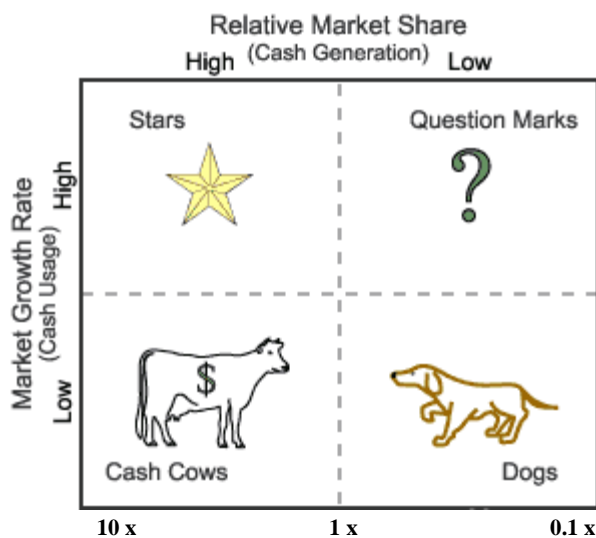 Relative Market Share
(Cash Generation)
High Low
Stars Question Marks
?
Market Growth Rate
(Cash Usage)
High
Low
$
Cash Cows Dogs
10 x 1 x 0.1 x